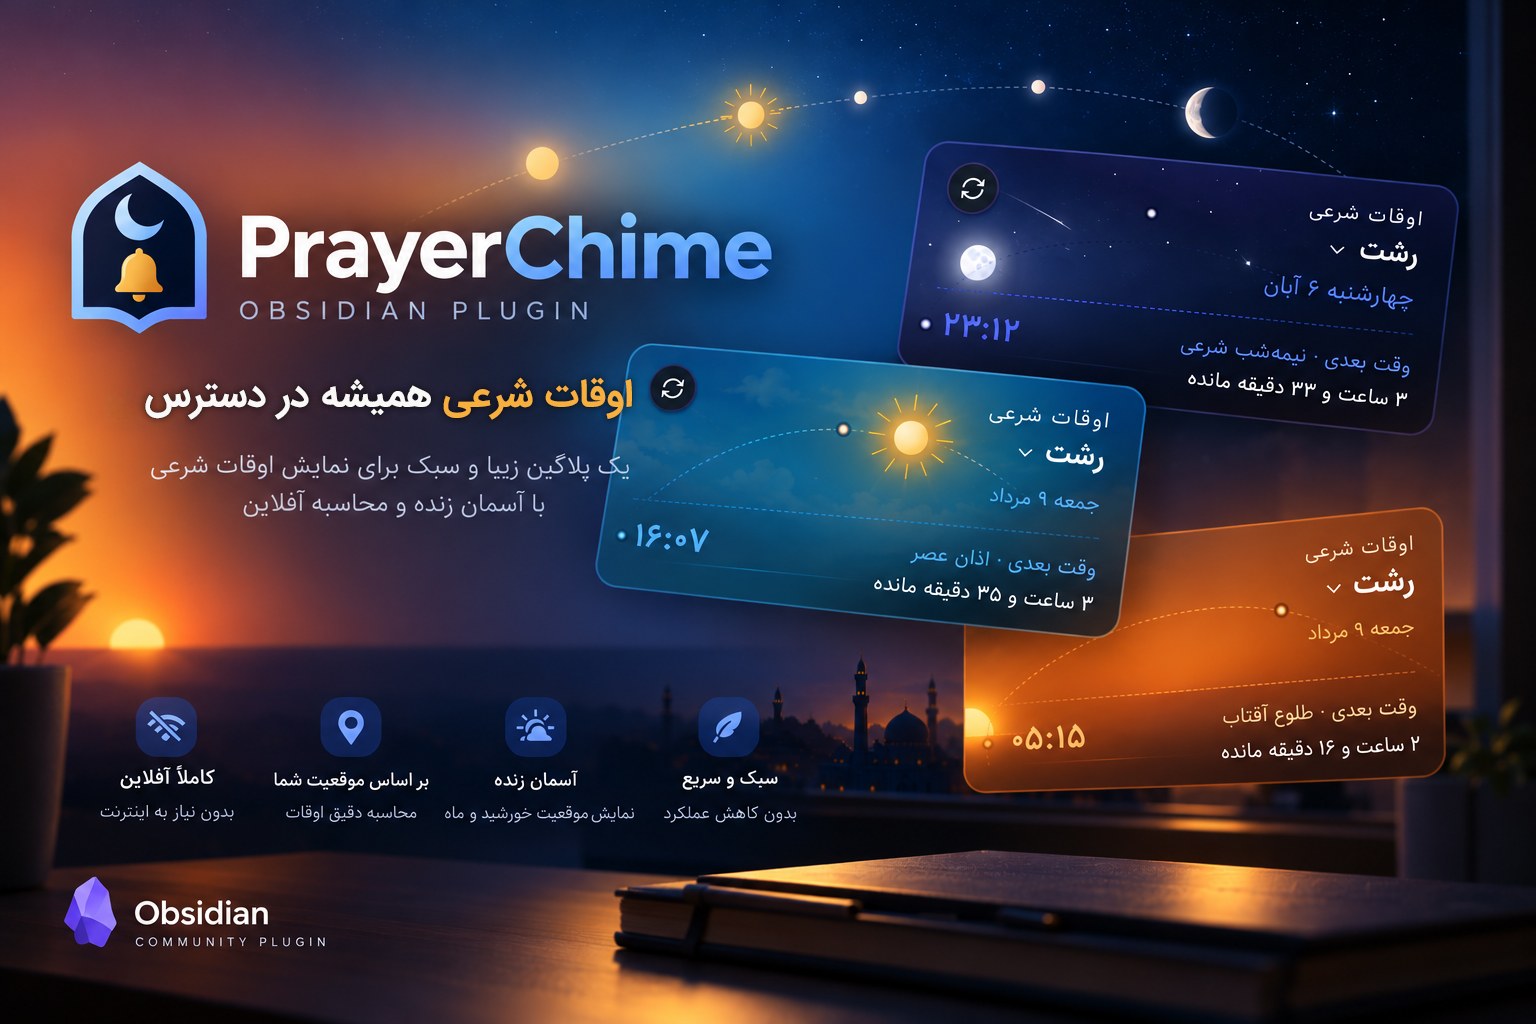 PrayerChime
OBSIDIAN PLUGIN
اوقات شرعی همیشه در دسترس
یک پلاگین زیبا و سبک برای نمایش اوقات شرعی
با آسمان زنده و محاسبه آفلاین
اوقات شرعی
رشت
چهارشنبه ۶ آبان
۲۳:۱۲
وقت بعدی · نیمه‌شب شرعی
۳ ساعت و ۳۳ دقیقه مانده
اوقات شرعی
رشت
جمعه ۹ مرداد
۱۶:۰۷
وقت بعدی · اذان عصر
۳ ساعت و ۳۵ دقیقه مانده
اوقات شرعی
رشت
جمعه ۹ مرداد
۰۵:۱۵
وقت بعدی · طلوع آفتاب
۲ ساعت و ۱۶ دقیقه مانده
سبک و سریع
بدون کاهش عملکرد
آسمان زنده
نمایش موقعیت خورشید و ماه
بر اساس موقعیت شما
محاسبه دقیق اوقات
کاملاً آفلاین
بدون نیاز به اینترنت
Obsidian
COMMUNITY PLUGIN